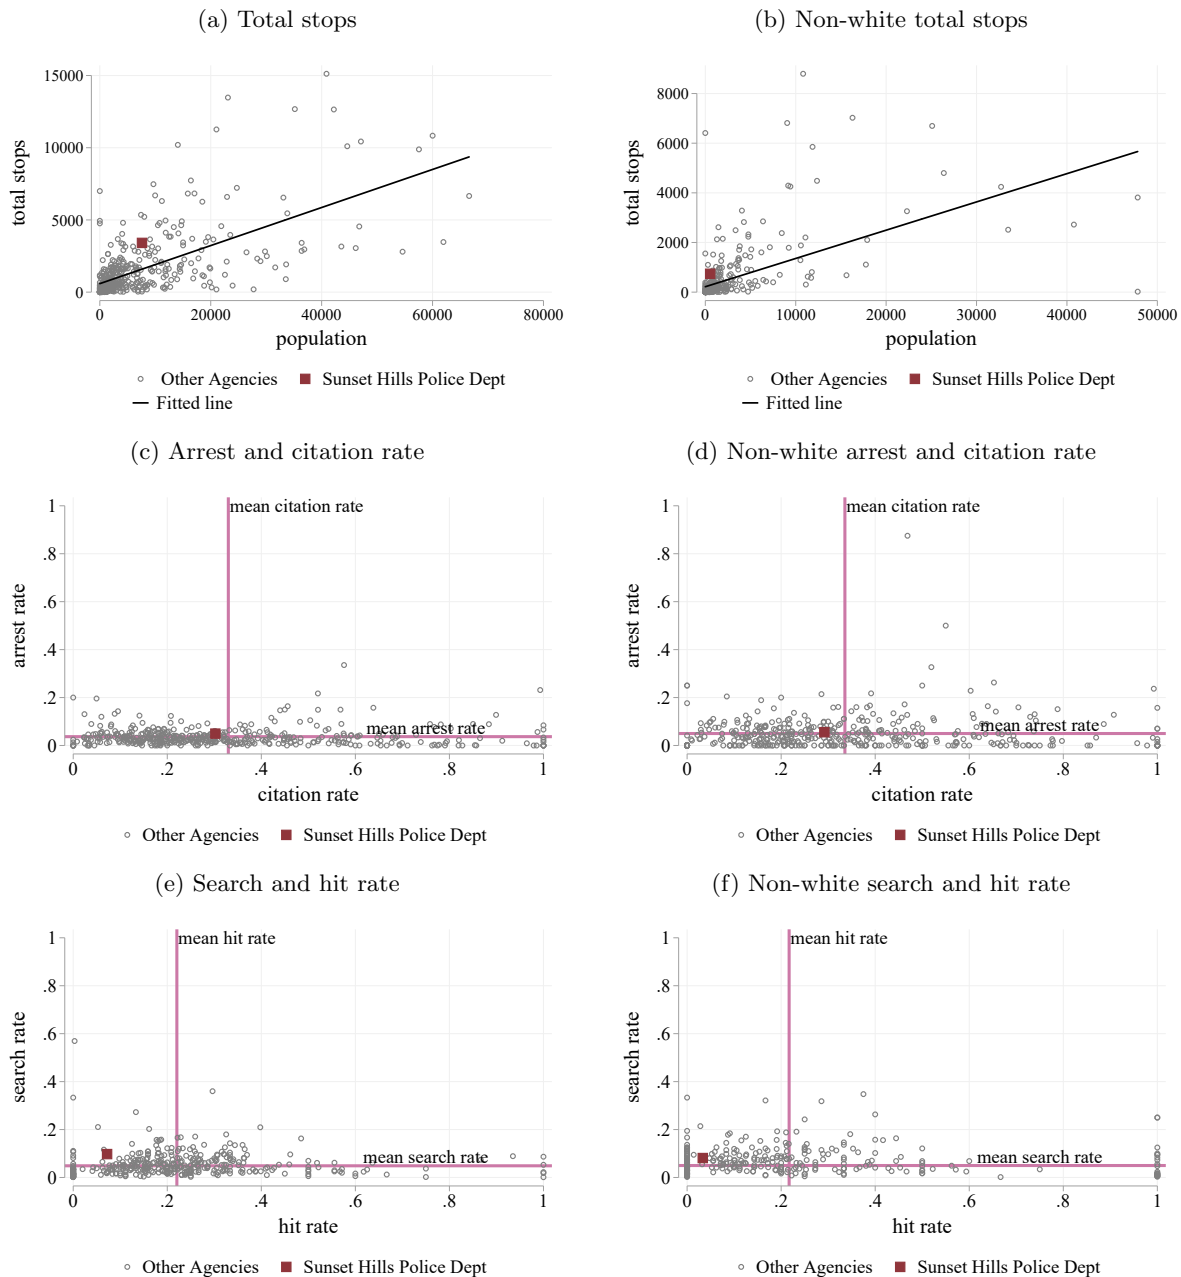 (a) Total stops
(b) Non-white total stops
total stops
15000
10000
5000
0
0 20000 40000 60000 80000
population
Other Agencies Sunset Hills Police Dept
Fitted line
total stops
8000
6000
4000
2000
0
0 10000 20000 30000 40000 50000
population
Other Agencies Sunset Hills Police Dept
Fitted line
(c) Arrest and citation rate
(d) Non-white arrest and citation rate
arrest rate
1
.8
.6
.4
.2
0
mean citation rate
mean arrest rate
0 .2 .4 .6 .8 1
citation rate
Other Agencies Sunset Hills Police Dept
arrest rate
1
.8
.6
.4
.2
0
mean citation rate
mean arrest rate
0 .2 .4 .6 .8 1
citation rate
Other Agencies Sunset Hills Police Dept
(e) Search and hit rate
(f) Non-white search and hit rate
search rate
1
.8
.6
.4
.2
0
mean hit rate
mean search rate
0 .2 .4 .6 .8 1
hit rate
Other Agencies Sunset Hills Police Dept
search rate
1
.8
.6
.4
.2
0
mean hit rate
mean search rate
0 .2 .4 .6 .8 1
hit rate
Other Agencies Sunset Hills Police Dept